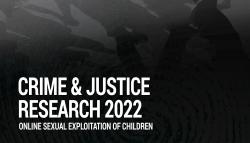 CRIME & JUSTICE
RESEARCH 2022
ONLINE SEXUAL EXPLOITATION OF CHILDREN